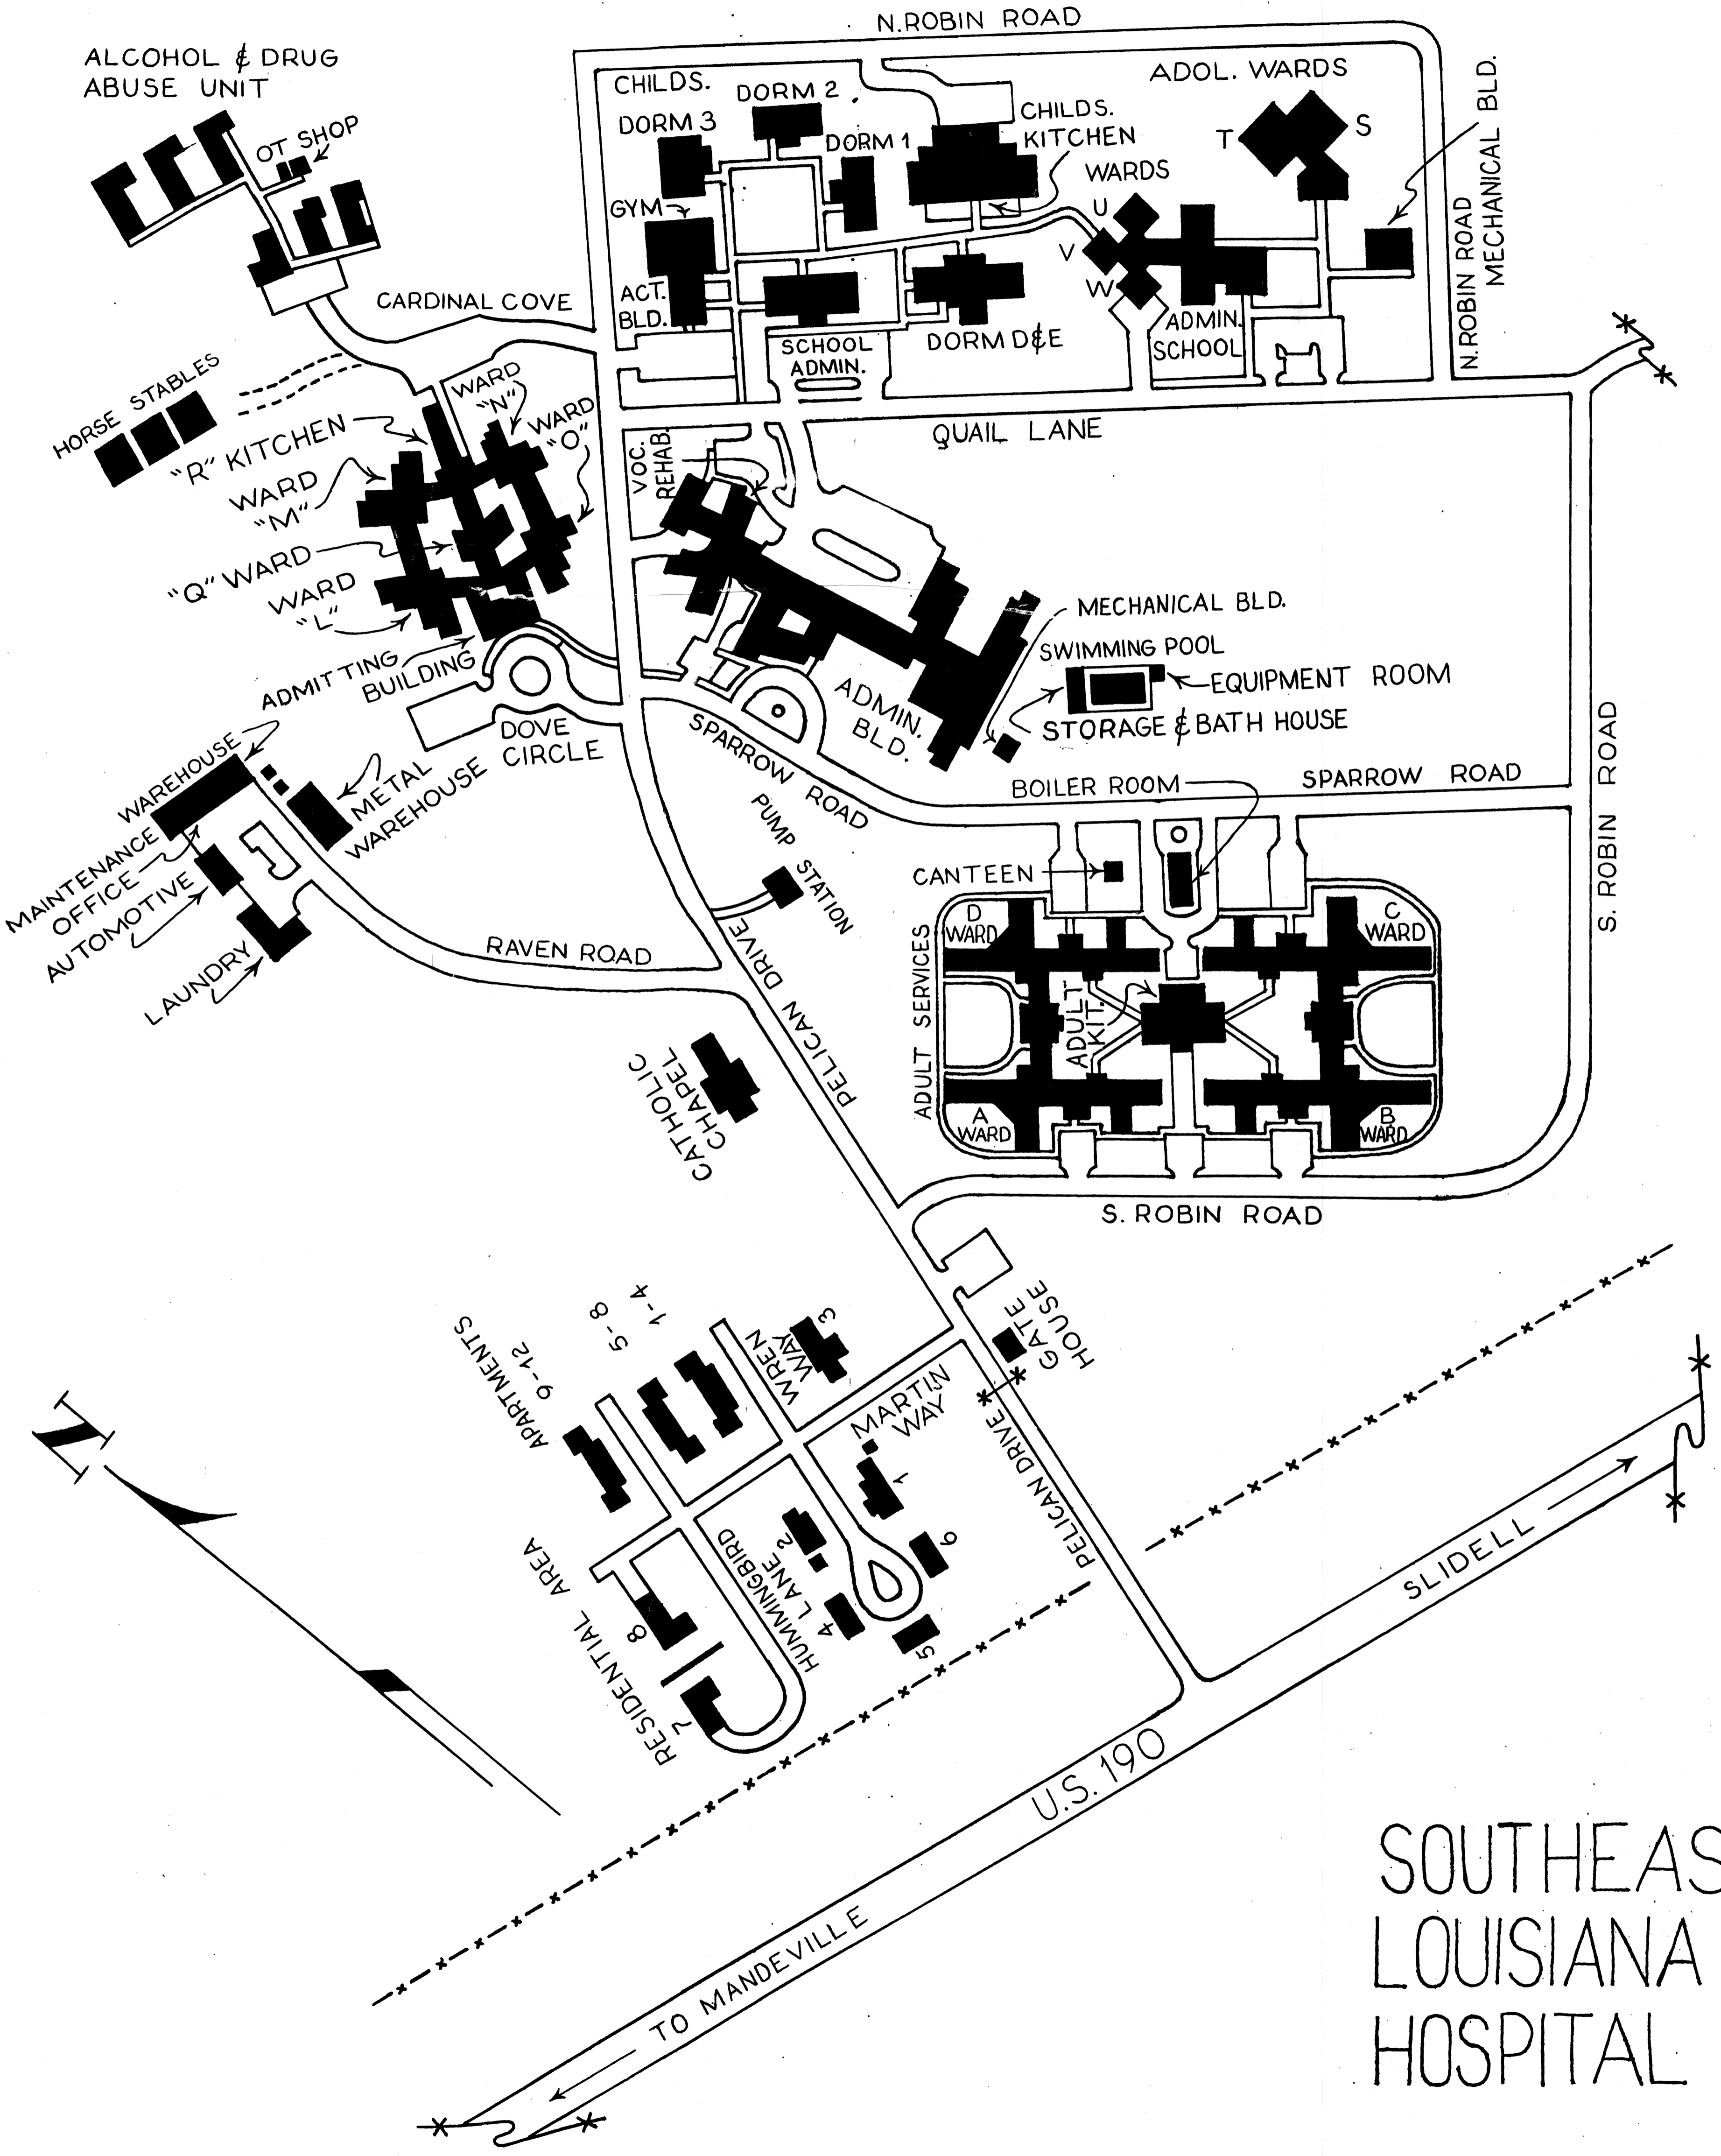 N. ROBIN ROAD
ALCOHOL & DRUG
ABUSE UNIT
OT SHOP
CHILDS.
DORM 3
DORM 2
DORM 1
CHILDS.
KITCHEN
ADOL. WARDS
T
S
MECHANICAL BLD.
N. ROBIN ROAD
GYM
WARDS
U
V
W
ACT.
BLD.
CARDINAL COVE
SCHOOL
ADMIN.
DORM D&E
ADMIN.
SCHOOL
HORSE STABLES
"R" KITCHEN
WARD
"N"
WARD
"O"
WARD
"M"
"Q" WARD
WARD
"L"
ADMITTING
BUILDING
VOC.
REHAB.
QUAIL LANE
MECHANICAL BLD.
SWIMMING POOL
EQUIPMENT ROOM
STORAGE & BATH HOUSE
ADMIN.
BLD.
DOVE
CIRCLE
SPARROW ROAD
SPARROW ROAD
S. ROBIN ROAD
WAREHOUSE
METAL
WAREHOUSE
MAINTENANCE
OFFICE
AUTOMOTIVE
LAUNDRY
RAVEN ROAD
PUMP
STATION
PELICAN DRIVE
BOILER ROOM
CANTEEN
ADULT SERVICES
D
WARD
C
WARD
ADULT
KIT.
A
WARD
B
WARD
CATHOLIC
CHAPEL
S. ROBIN ROAD
GATE
HOUSE
APARTMENTS
9-12
5-8
1-4
WREN
WAY
3
MARTIN
WAY
1
2
6
4
5
8
7
HUMMINGBIRD
LANE
RESIDENTIAL AREA
PELICAN DRIVE
N
SLIDELL
U.S. 190
TO MANDEVILLE
SOUTHEAS
LOUISIANA
HOSPITAL